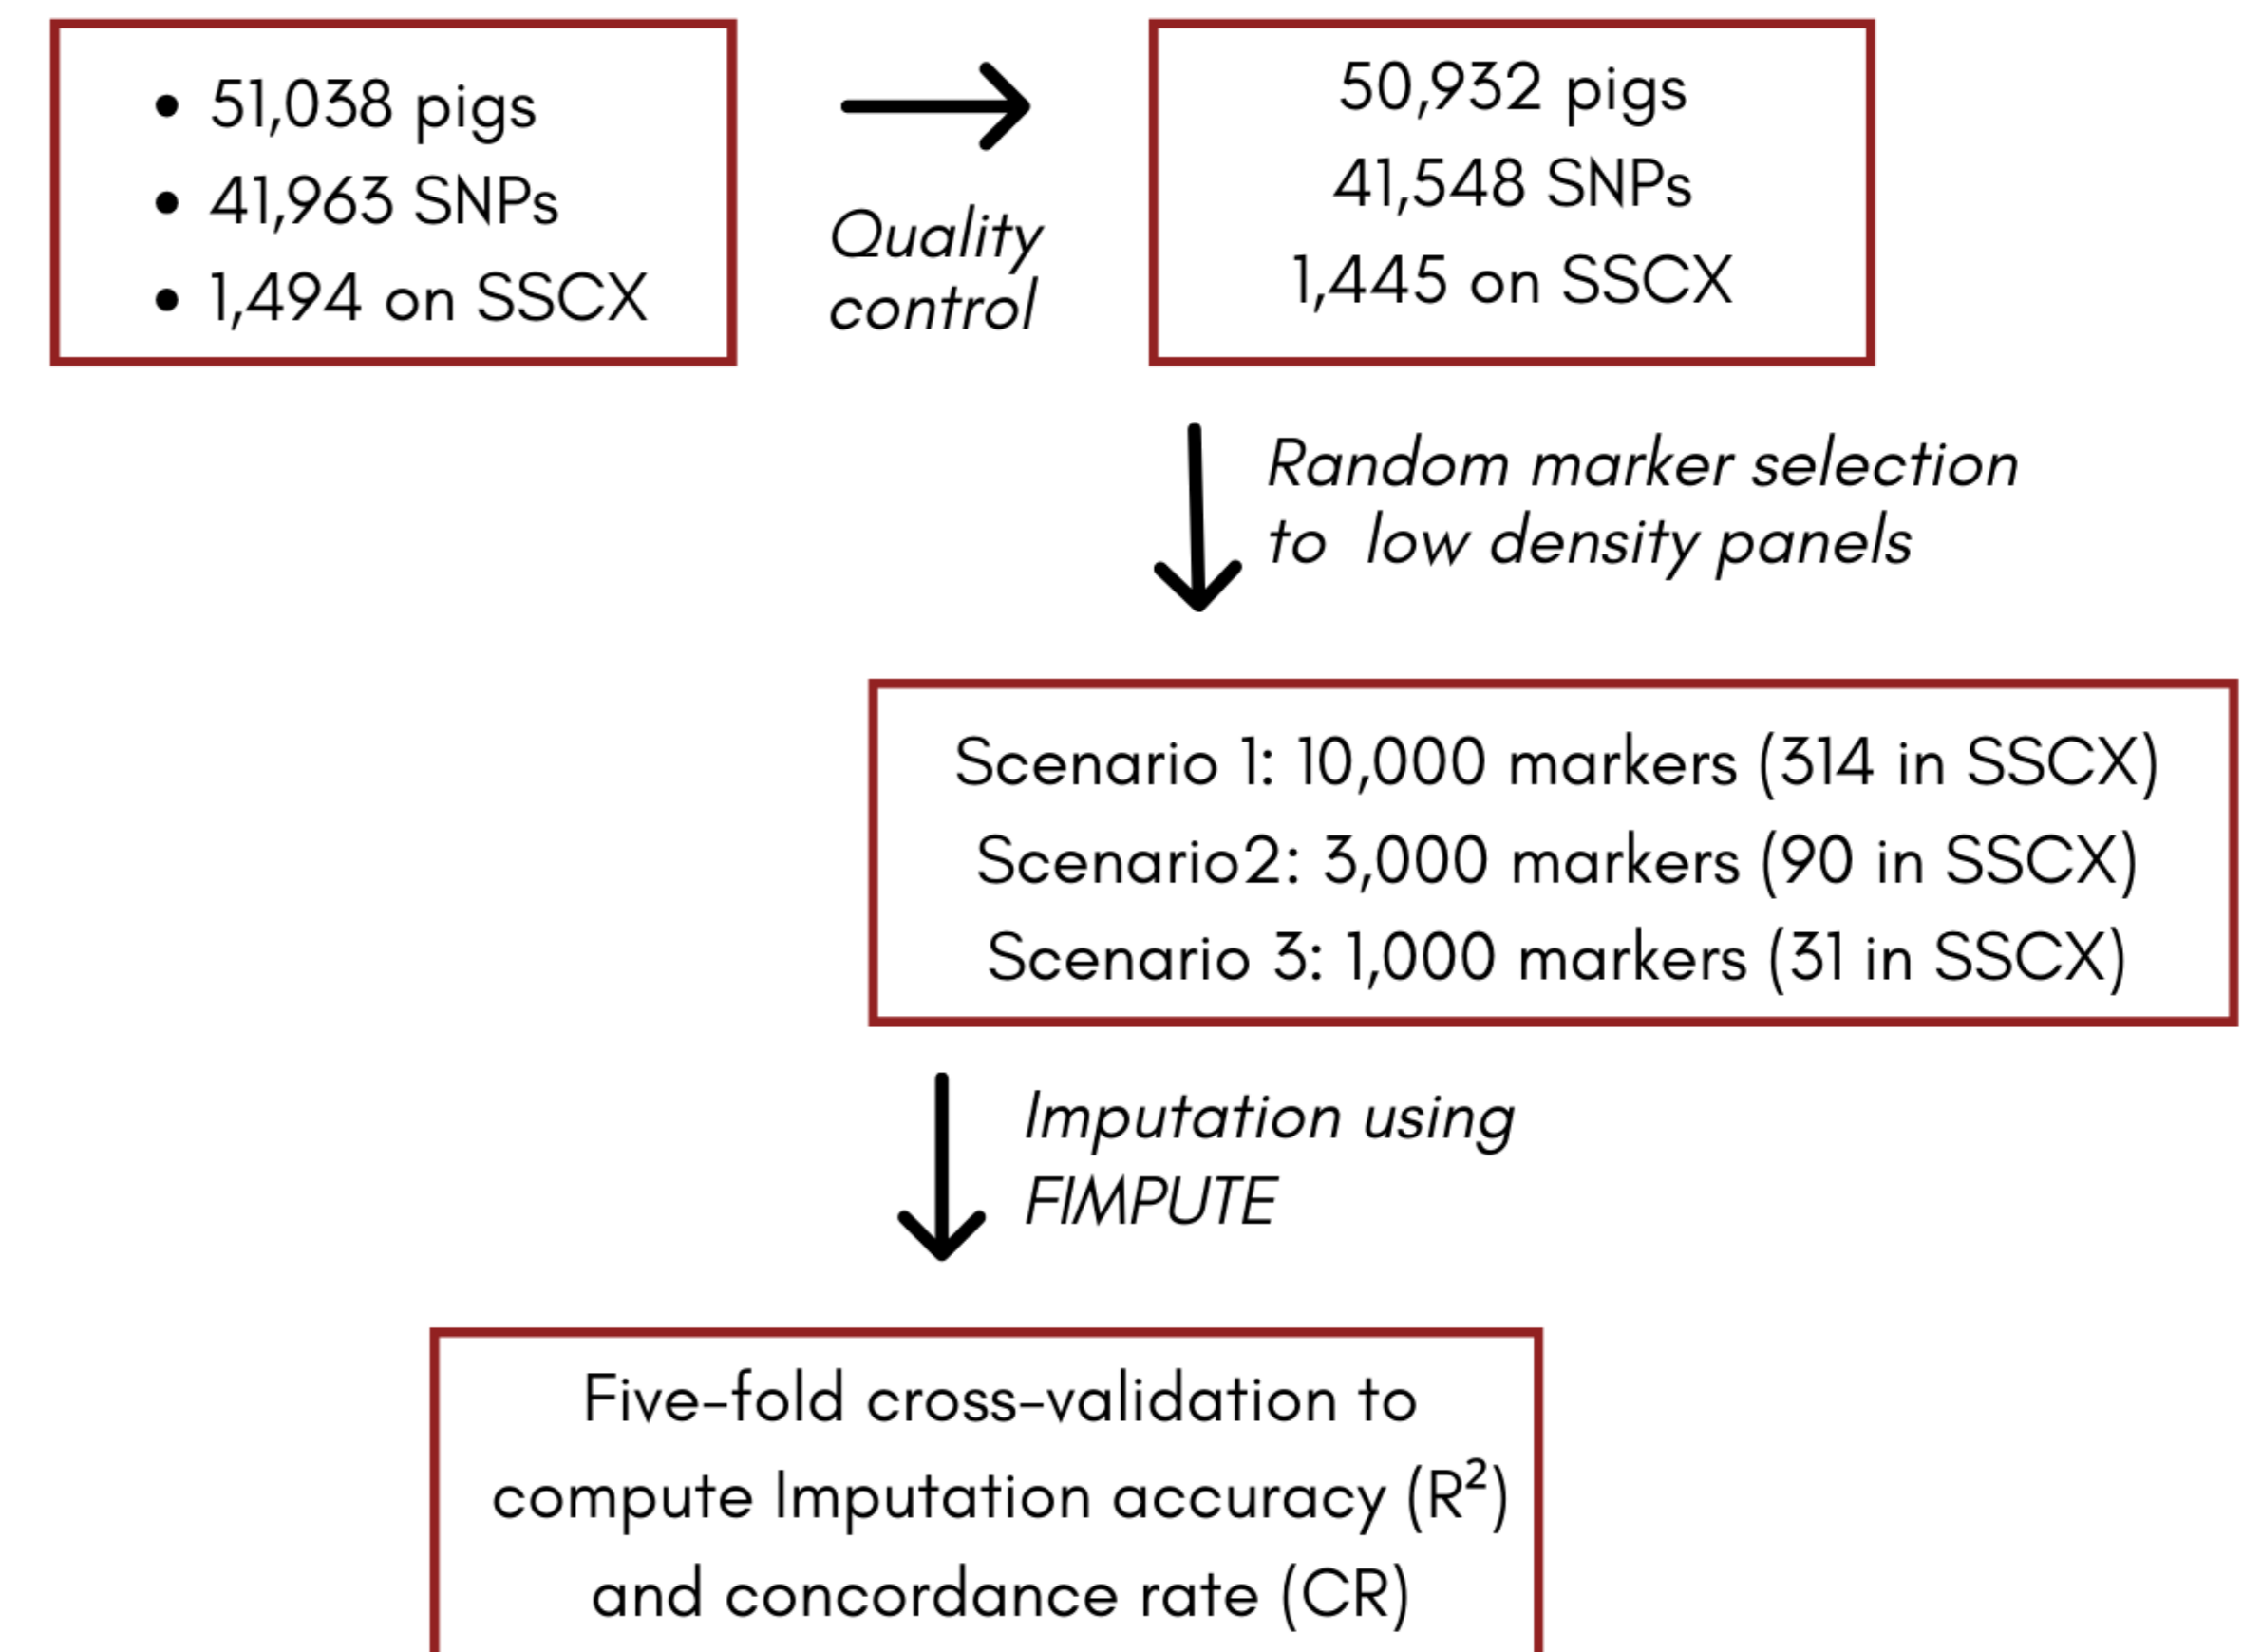 • 51,038 pigs
• 41,963 SNPs
• 1,494 on SSCX
Quality
control
50,932 pigs
41,548 SNPs
1,445 on SSCX
Random marker selection
to  low density panels
Scenario 1: 10,000 markers (314 in SSCX)
Scenario2: 3,000 markers (90 in SSCX)
Scenario 3: 1,000 markers (31 in SSCX)
Imputation using
FIMPUTE
Five-fold cross-validation to
compute Imputation accuracy (R²)
and concordance rate (CR)